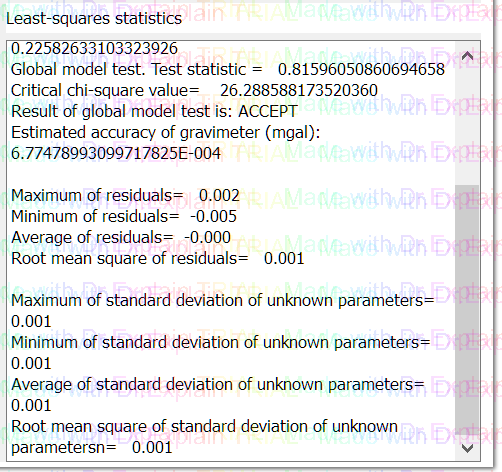 Least-squares statistics
0.22582633103323926
Global model test. Test statistic =   0.81596050860694658
Critical chi-square value=    26.288588173520360
Result of global model test is: ACCEPT
Estimated accuracy of gravimeter (mgal):
6.77478993099717825E-004
Maximum of residuals=   0.002
Minimum of residuals=  -0.005
Average of residuals=  -0.000
Root mean square of residuals=   0.001
Maximum of standard deviation of unknown parameters=
0.001
Minimum of standard deviation of unknown parameters=
0.001
Average of standard deviation of unknown parameters=
0.001
Root mean square of standard deviation of unknown
parametersn=   0.001